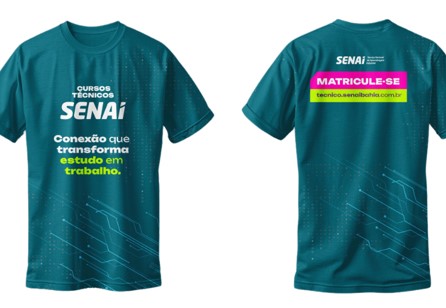 CURSOS
TÉCNICOS
SENAI
Conexão que
transforma
estudo em
trabalho.
SENAI
MATRICULE-SE
tecnico.senaibahia.com.br